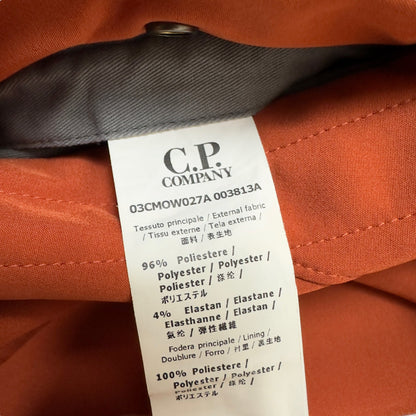 C.P.
COMPANY
03CMOW027A 003813A
Tessuto principale / External fabric
/ Tissu externe / Tela externa /
面料 / 表生地
96% Poliestere /
Polyester / Polyester /
Poliester / 涤纶 /
ポリエステル
4% Elastan / Elastane/
Elasthanne / Elastan /
氨纶 / 弾性繊維
Fodera principale / Lining /
Doublure / Forro / 衬里 / 裏生地
100% Poliestere /
Polyester / Polyester
Poliester / 涤纶 /
ポリエステル